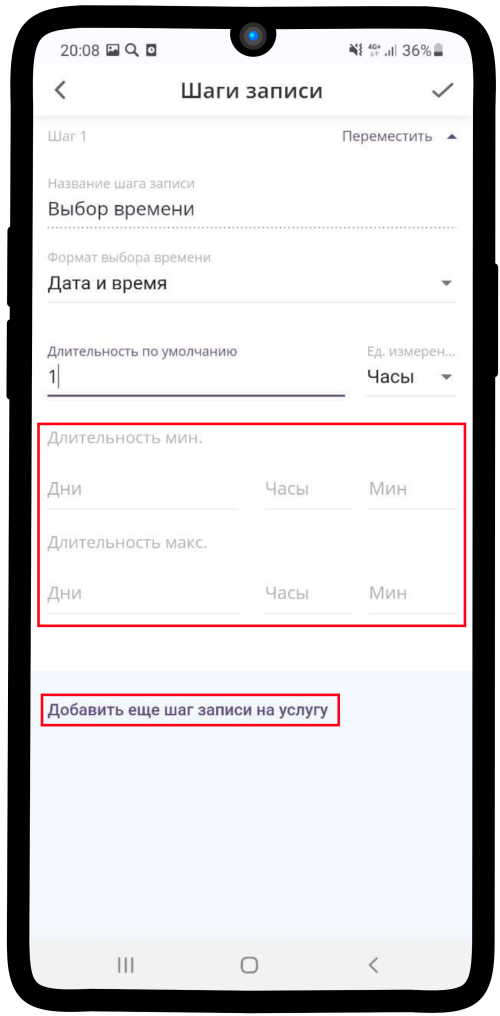 20:08 4G+ 36%
Шаги записи
Шаг 1 Переместить
Название шага записи
Выбор времени
Формат выбора времени
Дата и время
Длительность по умолчанию Ед. измерен...
1 Часы
Длительность мин.
Дни Часы Мин
Длительность макс.
Дни Часы Мин
Добавить еще шаг записи на услугу